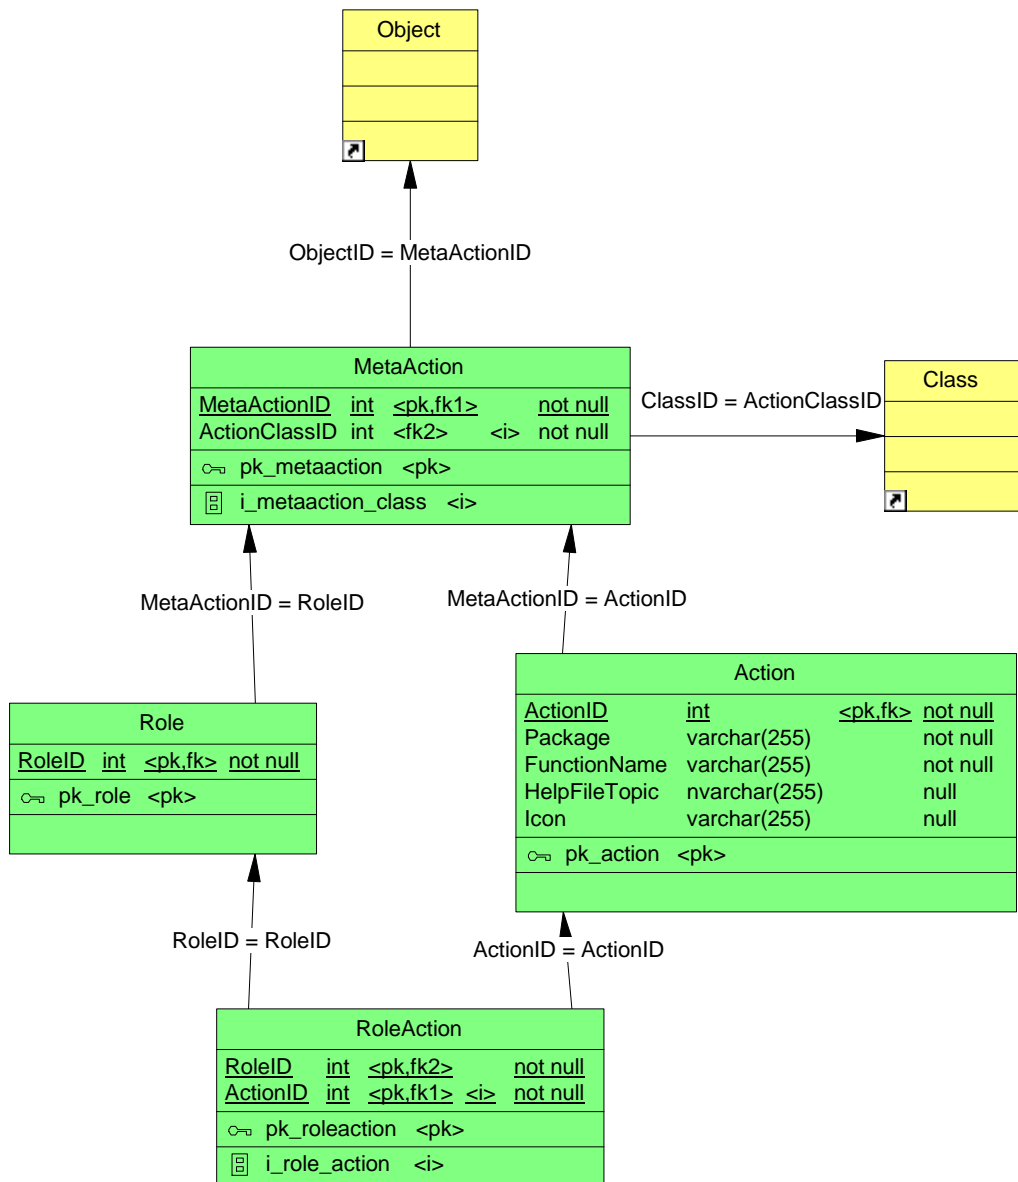 Object
ObjectID = MetaActionID
MetaAction
MetaActionID int <pk,fk1> not null
ActionClassID int <fk2> <i> not null
pk_metaaction <pk>
i_metaaction_class <i>
ClassID = ActionClassID
Class
MetaActionID = RoleID
MetaActionID = ActionID
Role
RoleID int <pk,fk> not null
pk_role <pk>
Action
ActionID int <pk,fk> not null
Package varchar(255) not null
FunctionName varchar(255) not null
HelpFileTopic nvarchar(255) null
Icon varchar(255) null
pk_action <pk>
RoleID = RoleID
ActionID = ActionID
RoleAction
RoleID int <pk,fk2> not null
ActionID int <pk,fk1> <i> not null
pk_roleaction <pk>
i_role_action <i>